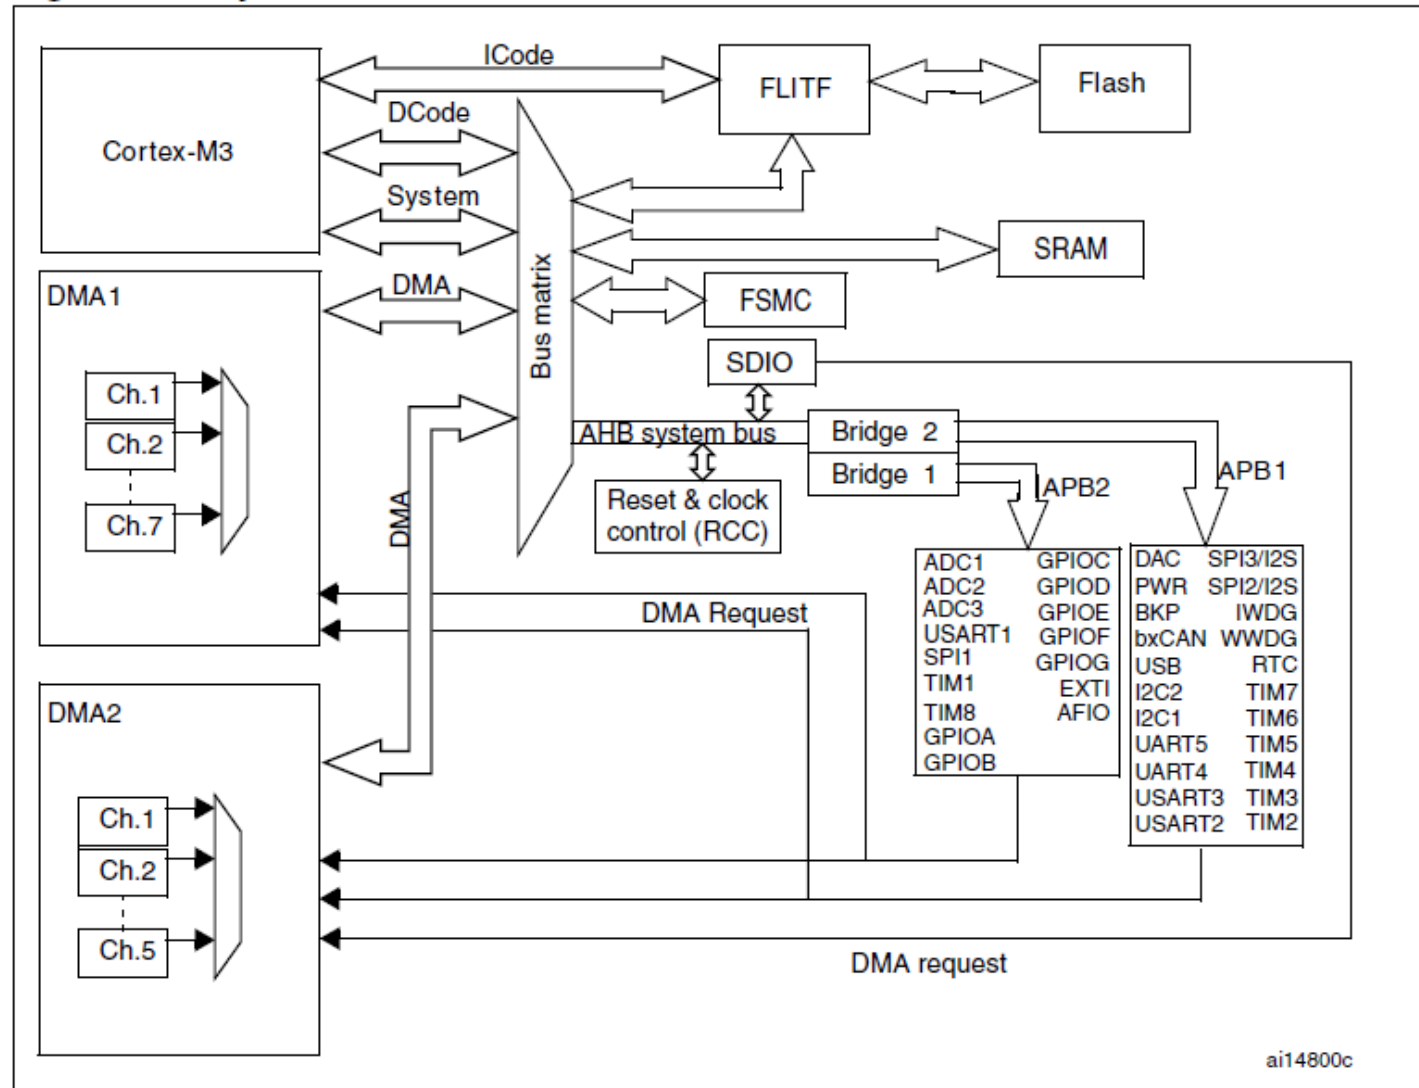 ICode
FLITF
Flash
DCode
Cortex-M3
System
SRAM
DMA1
DMA
FSMC
Bus matrix
SDIO
Ch.1
Ch.2
Ch.7
AHB system bus
Bridge 2
Bridge 1
APB2
APB1
Reset & clock
control (RCC)
DMA
ADC1 GPIOC
ADC2 GPIOD
ADC3 GPIOE
USART1 GPIOF
SPI1 GPIOG
TIM1 EXTI
TIM8 AFIO
GPIOA
GPIOB
DAC SPI3/I2S
PWR SPI2/I2S
BKP IWDG
bxCAN WWDG
USB RTC
I2C2 TIM7
I2C1 TIM6
UART5 TIM5
UART4 TIM4
USART3 TIM3
USART2 TIM2
DMA Request
DMA2
Ch.1
Ch.2
Ch.5
DMA request
ai14800c